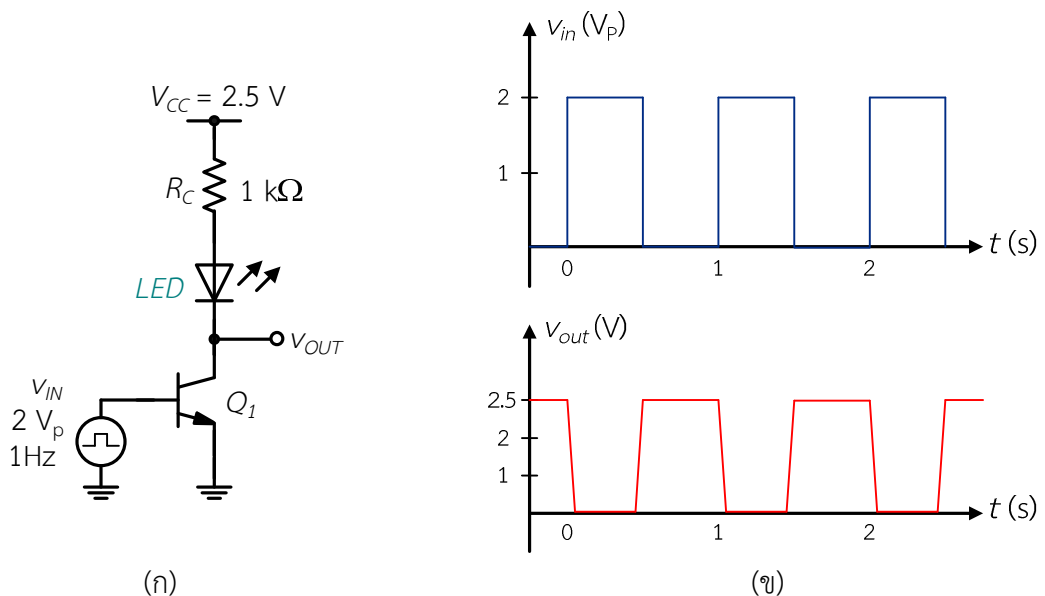 V_CC = 2.5 V
R_C 1 kΩ
LED
v_OUT
v_IN
2 V_p
1Hz
Q_1
(ก)
v_in (V_P)
2
1
0 1 2
t (s)
v_out (V)
2.5
2
1
0 1 2
t (s)
(ข)